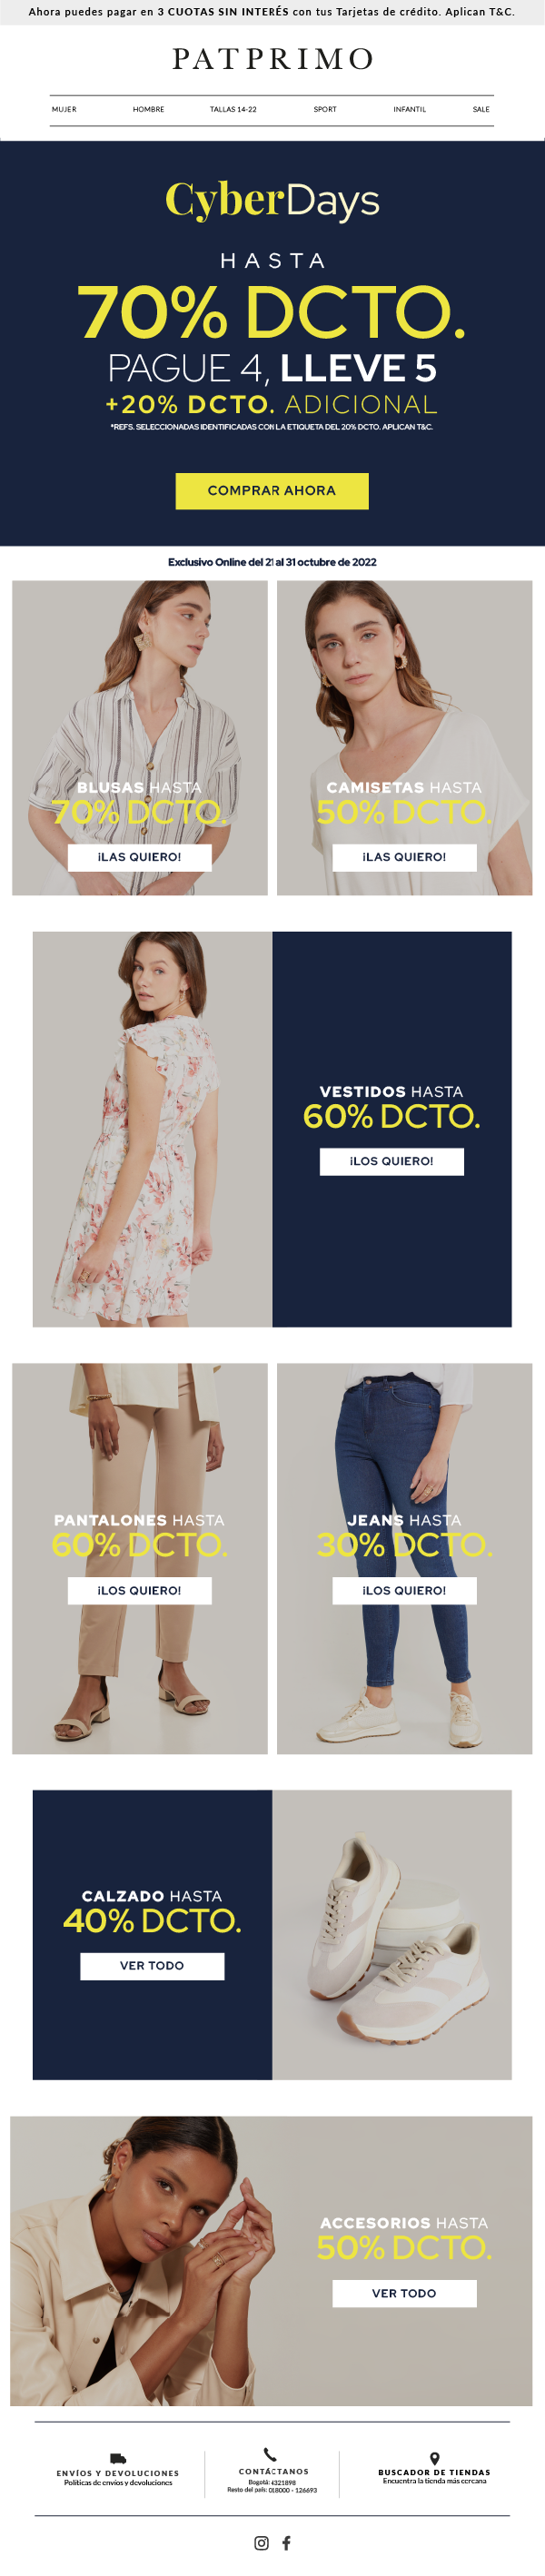 Ahora puedes pagar en 3 CUOTAS SIN INTERÉS con tus Tarjetas de crédito. Aplican T&C.
PATPRIMO
MUJER HOMBRE TALLAS 14-22 SPORT INFANTIL SALE
CyberDays
HASTA
70% DCTO.
PAGUE 4, LLEVE 5
+20% DCTO. ADICIONAL
*REFS. SELECCIONADAS IDENTIFICADAS CON LA ETIQUETA DEL 20% DCTO. APLICAN T&C.
COMPRAR AHORA
Exclusivo Online del 21 al 31 octubre de 2022
BLUSAS HASTA
70% DCTO.
¡LAS QUIERO!
CAMISETAS HASTA
50% DCTO.
¡LAS QUIERO!
VESTIDOS HASTA
60% DCTO.
¡LOS QUIERO!
PANTALONES HASTA
60% DCTO.
¡LOS QUIERO!
JEANS HASTA
30% DCTO.
¡LOS QUIERO!
CALZADO HASTA
40% DCTO.
VER TODO
ACCESORIOS HASTA
50% DCTO.
VER TODO
ENVÍOS Y DEVOLUCIONES
Políticas de envíos y devoluciones
CONTÁCTANOS
Bogotá: 4321898
Resto del país: 018000 - 126693
BUSCADOR DE TIENDAS
Encuentra la tienda más cercana